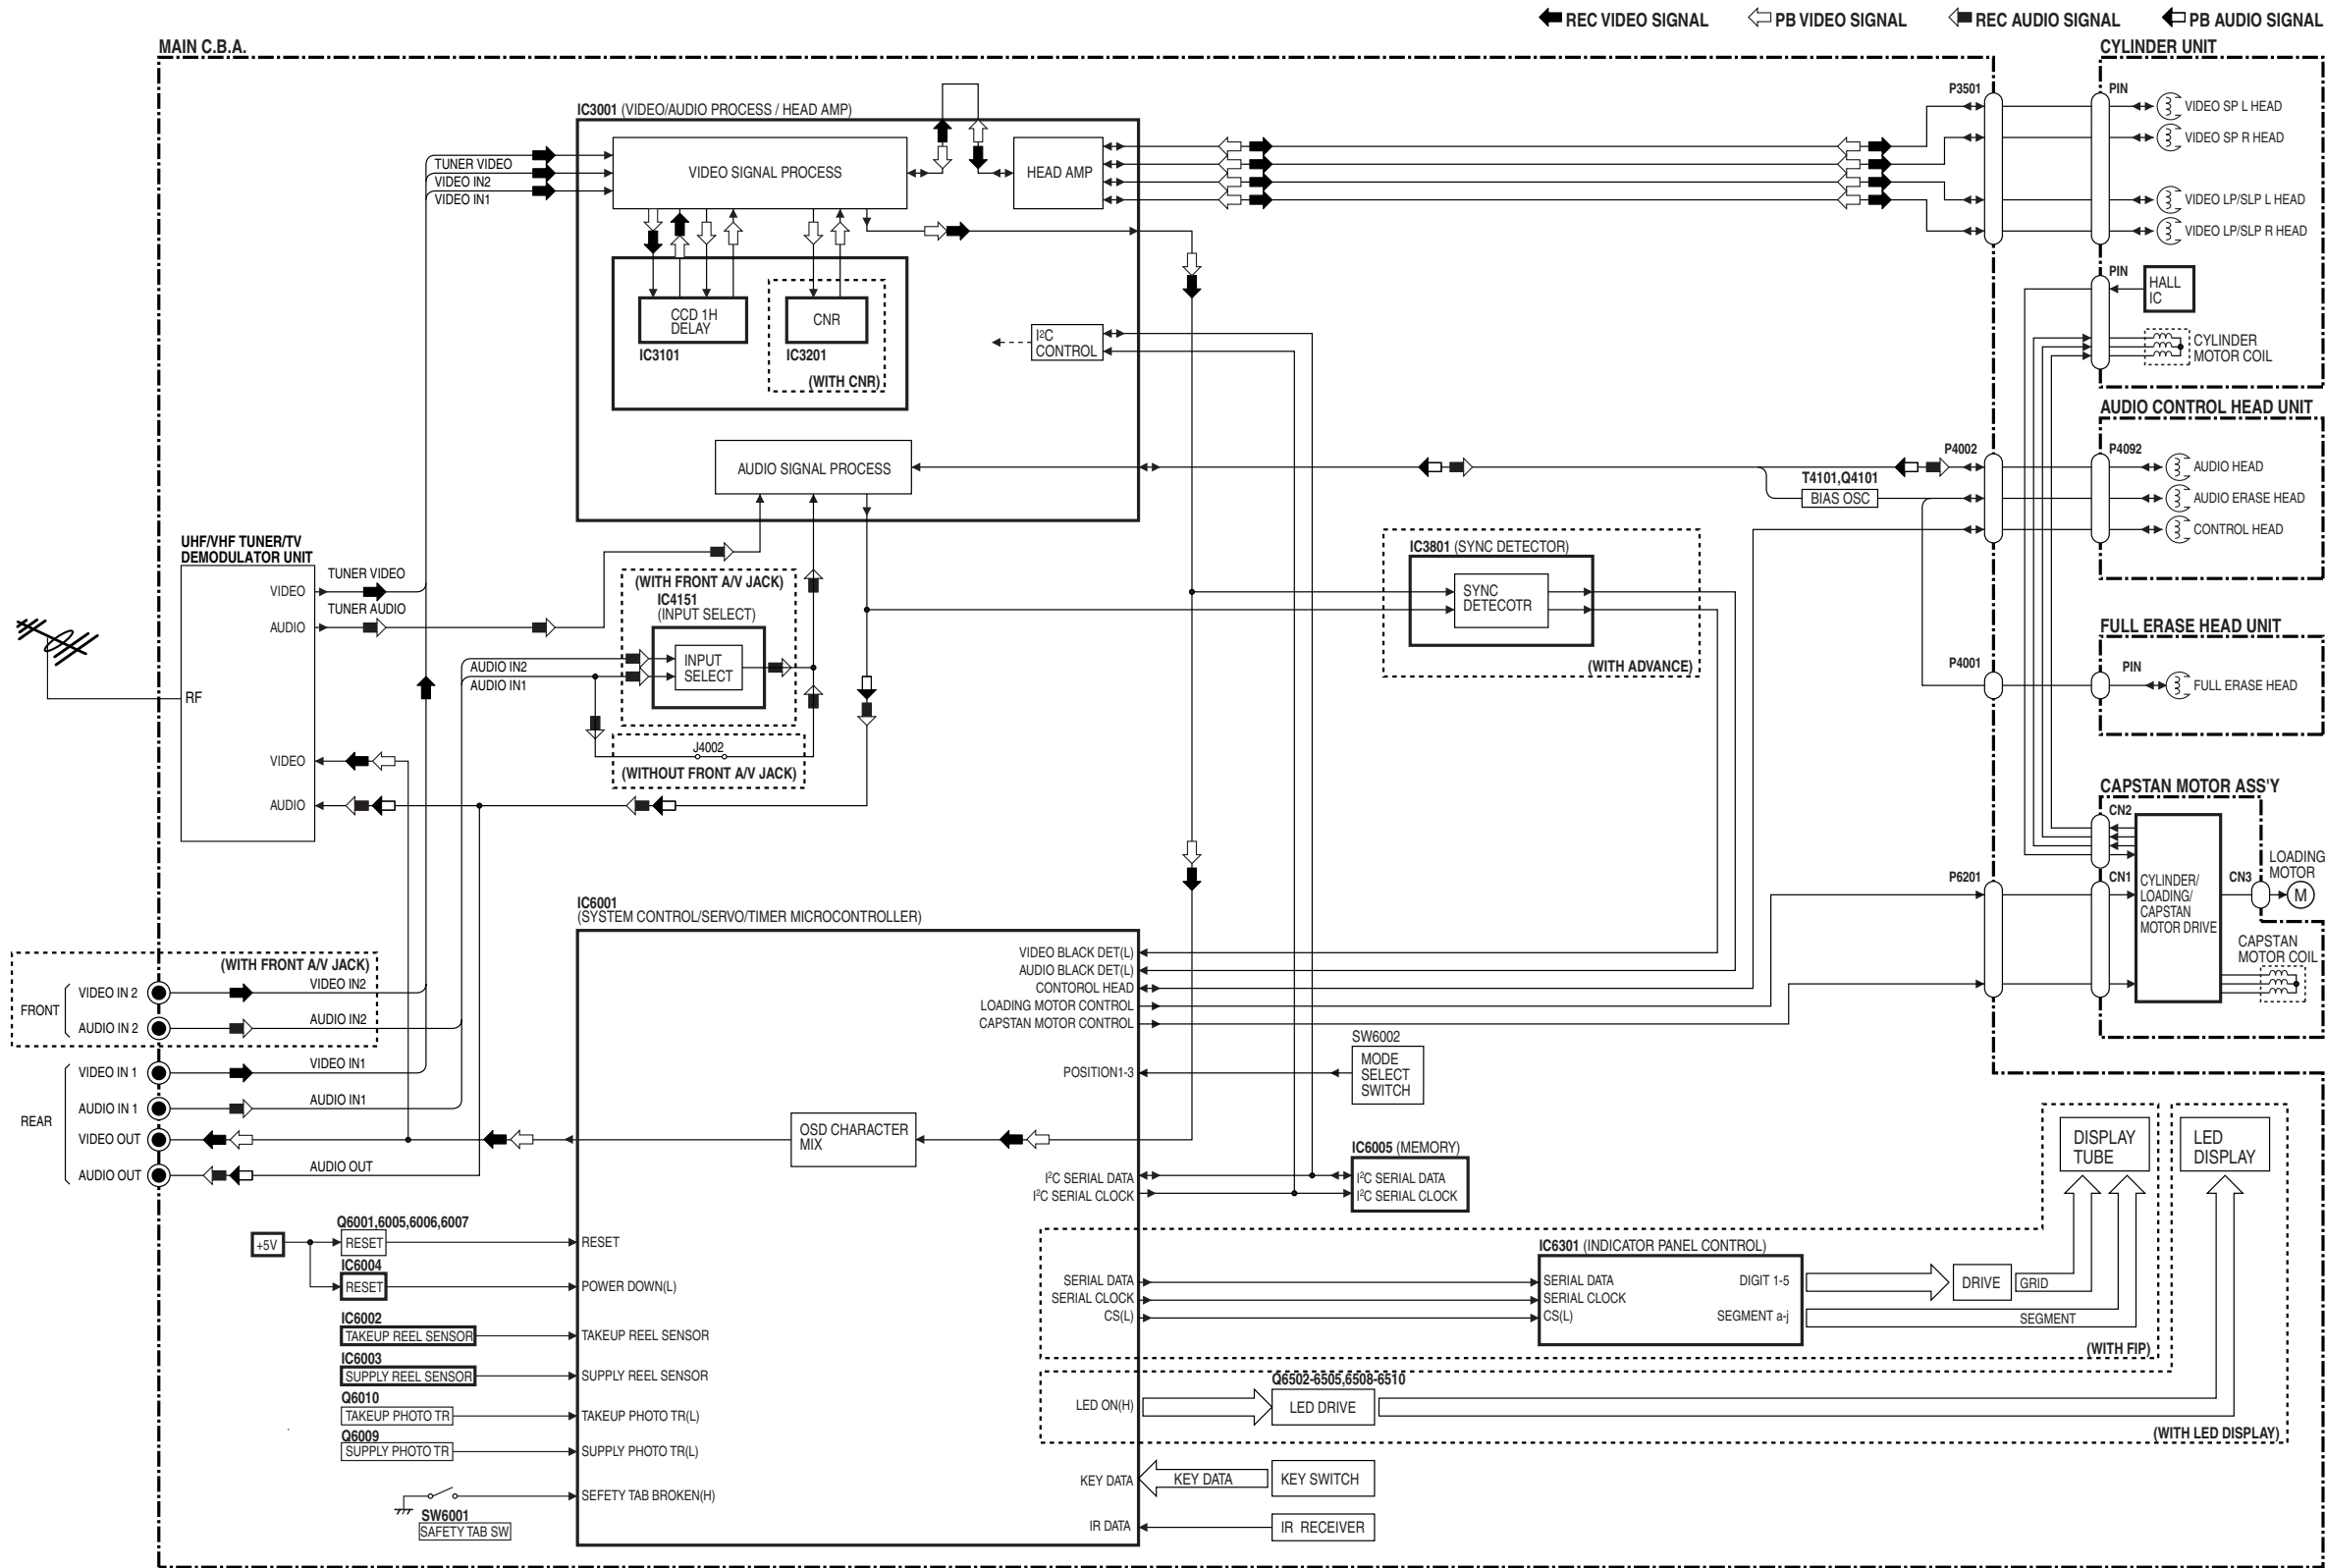 REC VIDEO SIGNAL
PB VIDEO SIGNAL
REC AUDIO SIGNAL
PB AUDIO SIGNAL
MAIN C.B.A.
CYLINDER UNIT
IC3001 (VIDEO/AUDIO PROCESS / HEAD AMP)
P3501
PIN
VIDEO SP L HEAD
VIDEO SP R HEAD
VIDEO LP/SLP L HEAD
VIDEO LP/SLP R HEAD
TUNER VIDEO
VIDEO IN2
VIDEO IN1
VIDEO SIGNAL PROCESS
HEAD AMP
PIN
HALL
IC
CYLINDER
MOTOR COIL
CCD 1H
DELAY
IC3101
CNR
IC3201
(WITH CNR)
I²C
CONTROL
AUDIO CONTROL HEAD UNIT
AUDIO SIGNAL PROCESS
P4002
P4092
T4101,Q4101
BIAS OSC
AUDIO HEAD
AUDIO ERASE HEAD
CONTROL HEAD
UHF/VHF TUNER/TV
DEMODULATOR UNIT
VIDEO
TUNER VIDEO
TUNER AUDIO
AUDIO
RF
VIDEO
AUDIO
(WITH FRONT A/V JACK)
IC4151
(INPUT SELECT)
AUDIO IN2
AUDIO IN1
INPUT
SELECT
J4002
(WITHOUT FRONT A/V JACK)
IC3801 (SYNC DETECTOR)
SYNC
DETECOTR
(WITH ADVANCE)
FULL ERASE HEAD UNIT
P4001
PIN
FULL ERASE HEAD
CAPSTAN MOTOR ASS'Y
CN2
P6201
CN1
CYLINDER/
LOADING/
CAPSTAN
MOTOR DRIVE
CN3
LOADING
MOTOR
M
CAPSTAN
MOTOR COIL
IC6001
(SYSTEM CONTROL/SERVO/TIMER MICROCONTROLLER)
VIDEO BLACK DET(L)
AUDIO BLACK DET(L)
CONTOROL HEAD
LOADING MOTOR CONTROL
CAPSTAN MOTOR CONTROL
POSITION1-3
SW6002
MODE
SELECT
SWITCH
(WITH FRONT A/V JACK)
FRONT
VIDEO IN 2
VIDEO IN2
AUDIO IN 2
AUDIO IN2
REAR
VIDEO IN 1
VIDEO IN1
AUDIO IN 1
AUDIO IN1
VIDEO OUT
AUDIO OUT
AUDIO OUT
OSD CHARACTER
MIX
I²C SERIAL DATA
I²C SERIAL CLOCK
IC6005 (MEMORY)
I²C SERIAL DATA
I²C SERIAL CLOCK
DISPLAY
TUBE
LED
DISPLAY
+5V
Q6001,6005,6006,6007
RESET
RESET
IC6004
RESET
POWER DOWN(L)
IC6002
TAKEUP REEL SENSOR
TAKEUP REEL SENSOR
IC6003
SUPPLY REEL SENSOR
SUPPLY REEL SENSOR
Q6010
TAKEUP PHOTO TR
TAKEUP PHOTO TR(L)
Q6009
SUPPLY PHOTO TR
SUPPLY PHOTO TR(L)
SEFETY TAB BROKEN(H)
SW6001
SAFETY TAB SW
SERIAL DATA
SERIAL CLOCK
CS(L)
IC6301 (INDICATOR PANEL CONTROL)
SERIAL DATA
SERIAL CLOCK
CS(L)
DIGIT 1-5
SEGMENT a-j
DRIVE
GRID
SEGMENT
(WITH FIP)
Q6502-6505,6508-6510
LED ON(H)
LED DRIVE
(WITH LED DISPLAY)
KEY DATA
KEY DATA
KEY SWITCH
IR DATA
IR RECEIVER